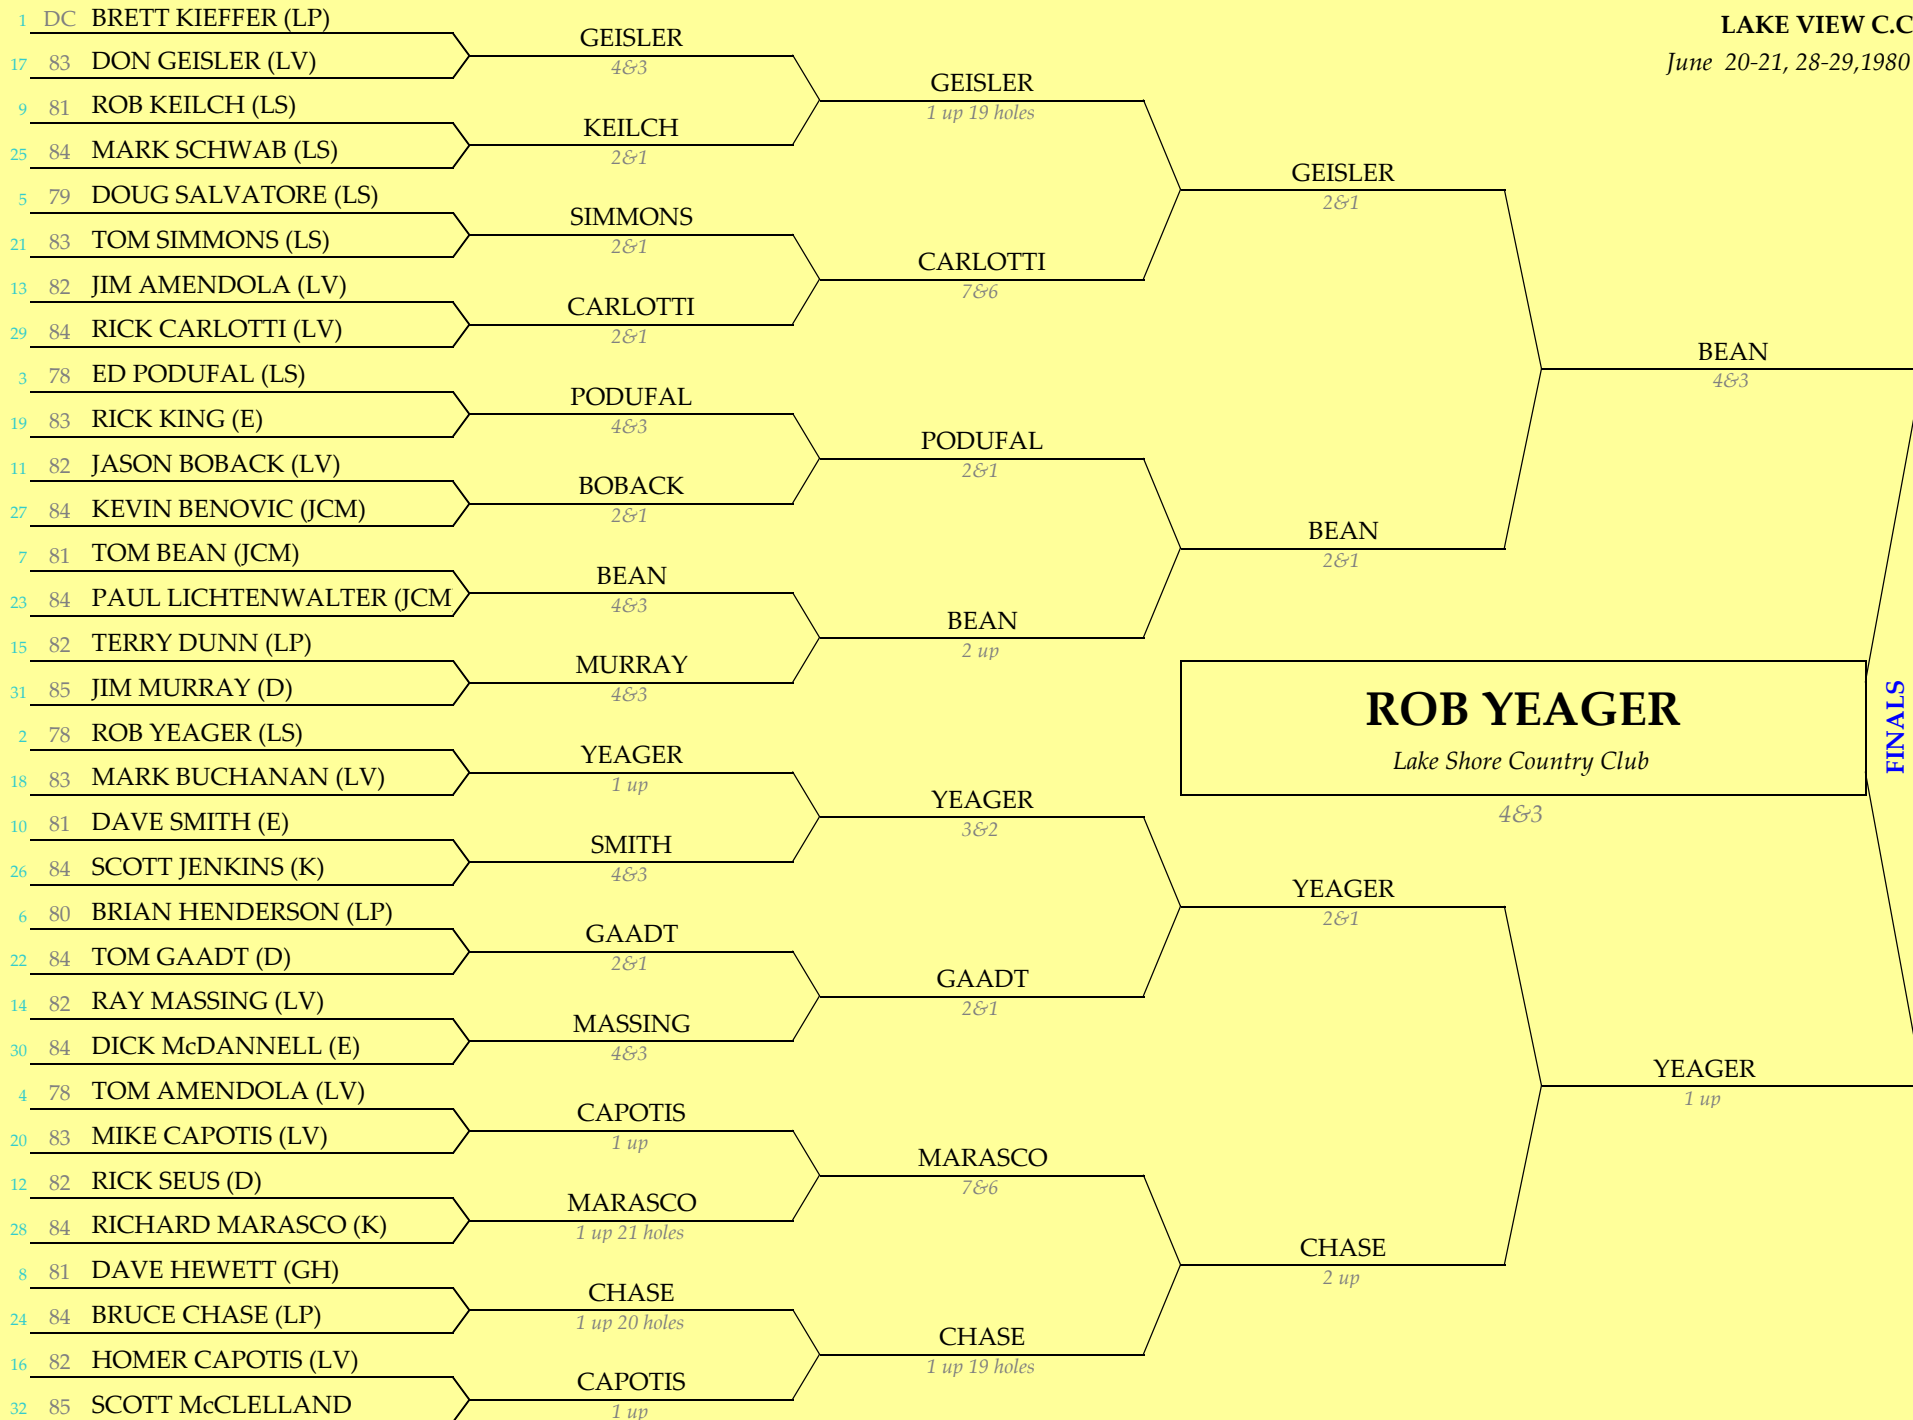 LAKE VIEW C.C
June 20-21, 28-29,1980
1 DC BRETT KIEFFER (LP)
17 83 DON GEISLER (LV)
9 81 ROB KEILCH (LS)
25 84 MARK SCHWAB (LS)
5 79 DOUG SALVATORE (LS)
21 83 TOM SIMMONS (LS)
13 82 JIM AMENDOLA (LV)
29 84 RICK CARLOTTI (LV)
3 78 ED PODUFAL (LS)
19 83 RICK KING (E)
11 82 JASON BOBACK (LV)
27 84 KEVIN BENOVIC (JCM)
7 81 TOM BEAN (JCM)
23 84 PAUL LICHTENWALTER (JCM
15 82 TERRY DUNN (LP)
31 85 JIM MURRAY (D)
2 78 ROB YEAGER (LS)
18 83 MARK BUCHANAN (LV)
10 81 DAVE SMITH (E)
26 84 SCOTT JENKINS (K)
6 80 BRIAN HENDERSON (LP)
22 84 TOM GAADT (D)
14 82 RAY MASSING (LV)
30 84 DICK McDANNELL (E)
4 78 TOM AMENDOLA (LV)
20 83 MIKE CAPOTIS (LV)
12 82 RICK SEUS (D)
28 84 RICHARD MARASCO (K)
8 81 DAVE HEWETT (GH)
24 84 BRUCE CHASE (LP)
16 82 HOMER CAPOTIS (LV)
32 85 SCOTT McCLELLAND
GEISLER
4&3
KEILCH
2&1
SIMMONS
2&1
CARLOTTI
2&1
PODUFAL
4&3
BOBACK
2&1
BEAN
4&3
MURRAY
4&3
YEAGER
1 up
SMITH
4&3
GAADT
2&1
MASSING
4&3
CAPOTIS
1 up
MARASCO
1 up 21 holes
CHASE
1 up 20 holes
CAPOTIS
1 up
GEISLER
1 up 19 holes
CARLOTTI
7&6
PODUFAL
2&1
BEAN
2 up
YEAGER
3&2
GAADT
2&1
MARASCO
7&6
CHASE
1 up 19 holes
GEISLER
2&1
BEAN
2&1
YEAGER
2&1
CHASE
2 up
BEAN
4&3
YEAGER
1 up
ROB YEAGER
Lake Shore Country Club
4&3
FINALS